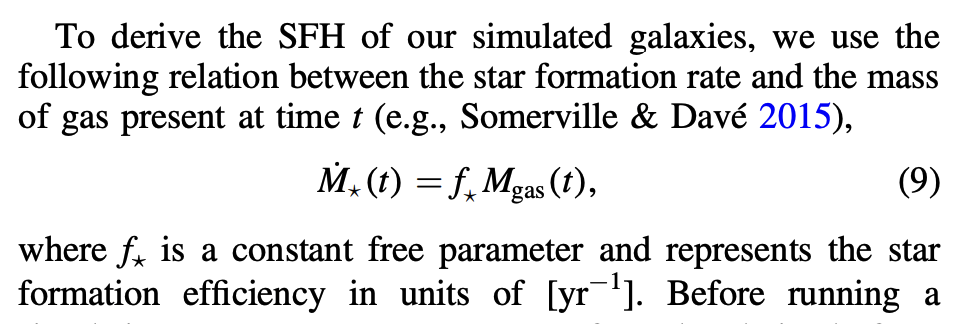 To derive the SFH of our simulated galaxies, we use the
following relation between the star formation rate and the mass
of gas present at time t (e.g., Somerville & Davé 2015),
Ṁ⋆(t) = f⋆ Mgas(t), (9)
where f⋆ is a constant free parameter and represents the star
formation efficiency in units of [yr⁻¹]. Before running a